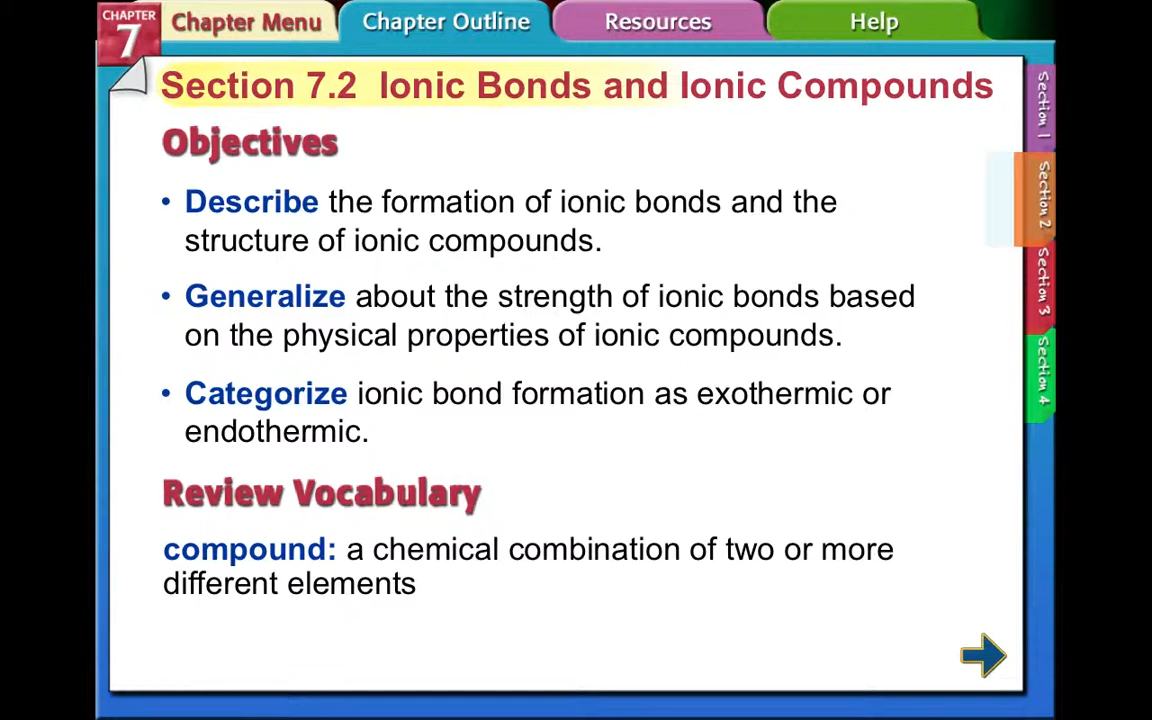 CHAPTER
7
Chapter Menu
Chapter Outline
Resources
Help
Section 7.2 Ionic Bonds and Ionic Compounds
Objectives
• Describe the formation of ionic bonds and the
structure of ionic compounds.
• Generalize about the strength of ionic bonds based
on the physical properties of ionic compounds.
• Categorize ionic bond formation as exothermic or
endothermic.
Review Vocabulary
compound: a chemical combination of two or more
different elements
Section 1
Section 2
Section 3
Section 4